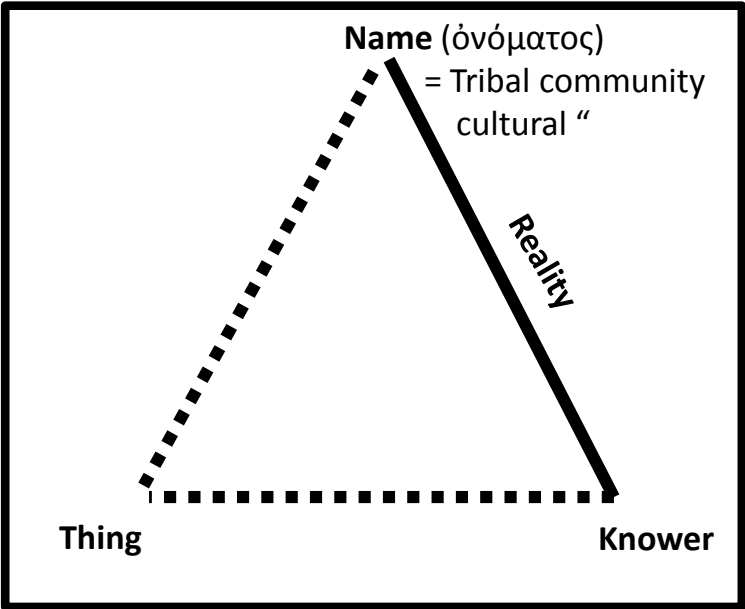 Name (ὀνόματος)
= Tribal community
cultural “
Reality
Thing
Knower